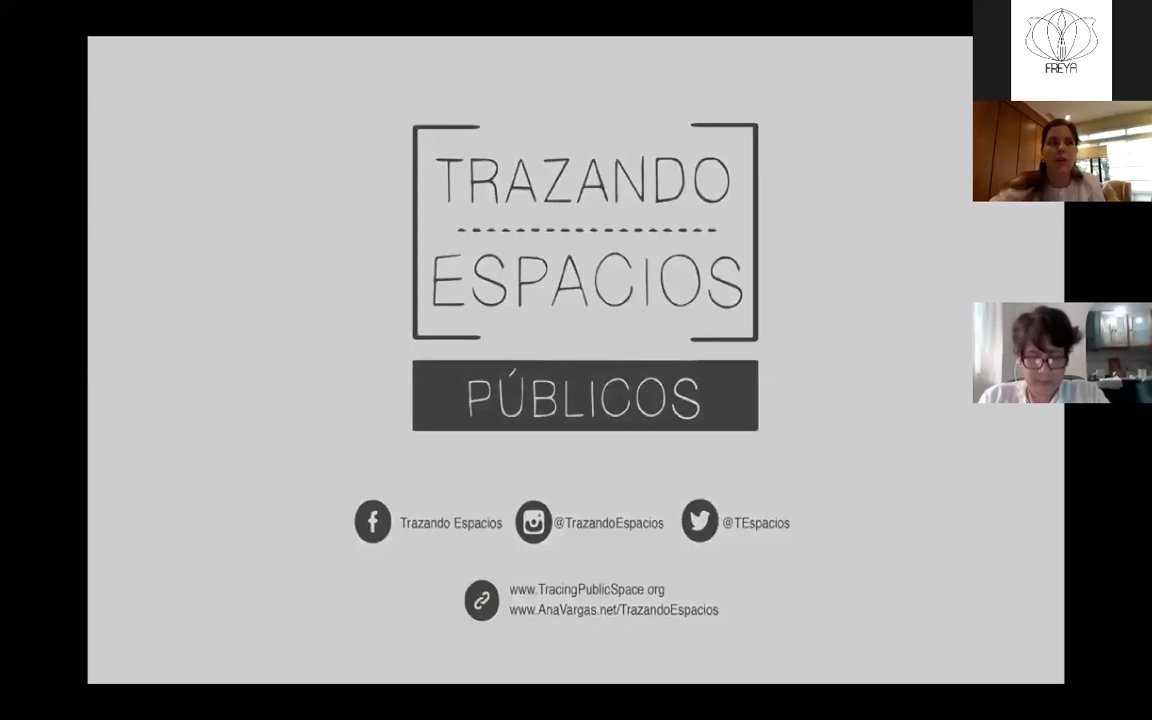 FREYA
TRAZANDO
ESPACIOS
PÚBLICOS
Trazando Espacios
@TrazandoEspacios
@TEspacios
www.TracingPublicSpace.org
www.AnaVargas.net/TrazandoEspacios